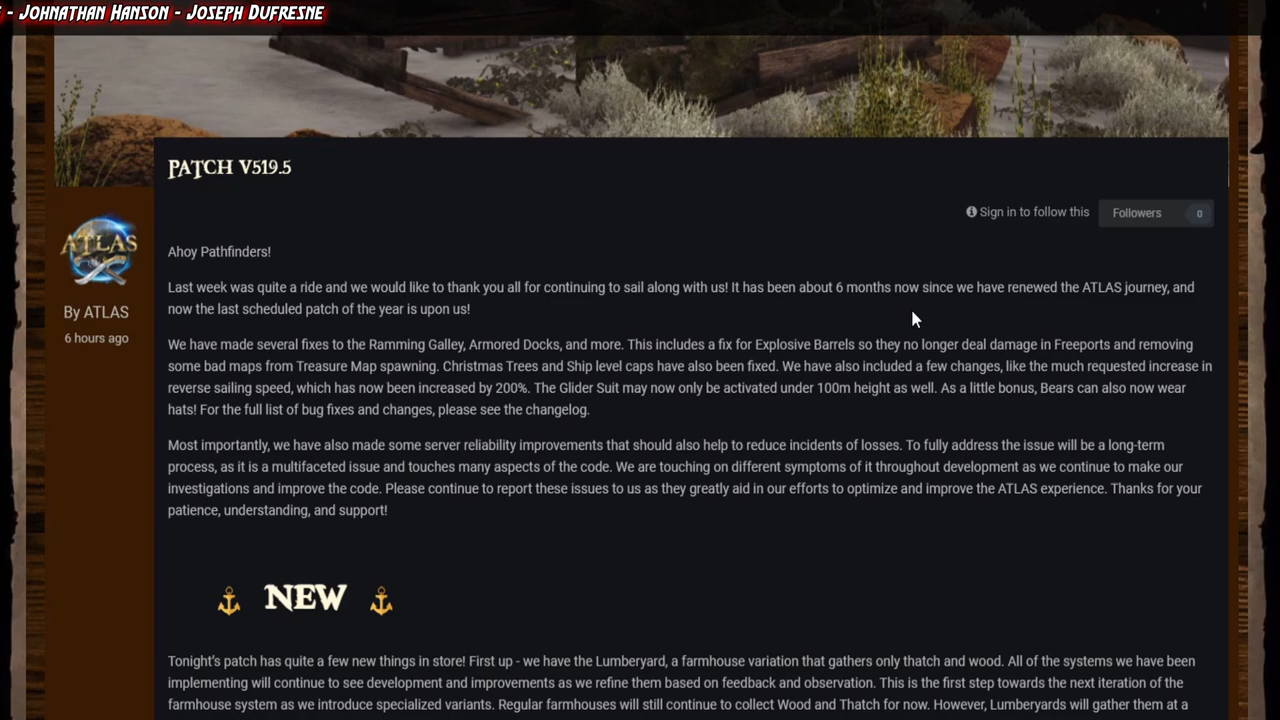 - Johnathan Hanson - Joseph Dufresne
Patch v519.5
Sign in to follow this
Followers 0
ATLAS
By ATLAS
6 hours ago
Ahoy Pathfinders!
Last week was quite a ride and we would like to thank you all for continuing to sail along with us! It has been about 6 months now since we have renewed the ATLAS journey, and
now the last scheduled patch of the year is upon us!
We have made several fixes to the Ramming Galley, Armored Docks, and more. This includes a fix for Explosive Barrels so they no longer deal damage in Freeports and removing
some bad maps from Treasure Map spawning. Christmas Trees and Ship level caps have also been fixed. We have also included a few changes, like the much requested increase in
reverse sailing speed, which has now been increased by 200%. The Glider Suit may now only be activated under 100m height as well. As a little bonus, Bears can also now wear
hats! For the full list of bug fixes and changes, please see the changelog.
Most importantly, we have also made some server reliability improvements that should also help to reduce incidents of losses. To fully address the issue will be a long-term
process, as it is a multifaceted issue and touches many aspects of the code. We are touching on different symptoms of it throughout development as we continue to make our
investigations and improve the code. Please continue to report these issues to us as they greatly aid in our efforts to optimize and improve the ATLAS experience. Thanks for your
patience, understanding, and support!
NEW
Tonight's patch has quite a few new things in store! First up - we have the Lumberyard, a farmhouse variation that gathers only thatch and wood. All of the systems we have been
implementing will continue to see development and improvements as we refine them based on feedback and observation. This is the first step towards the next iteration of the
farmhouse system as we introduce specialized variants. Regular farmhouses will still continue to collect Wood and Thatch for now. However, Lumberyards will gather them at a